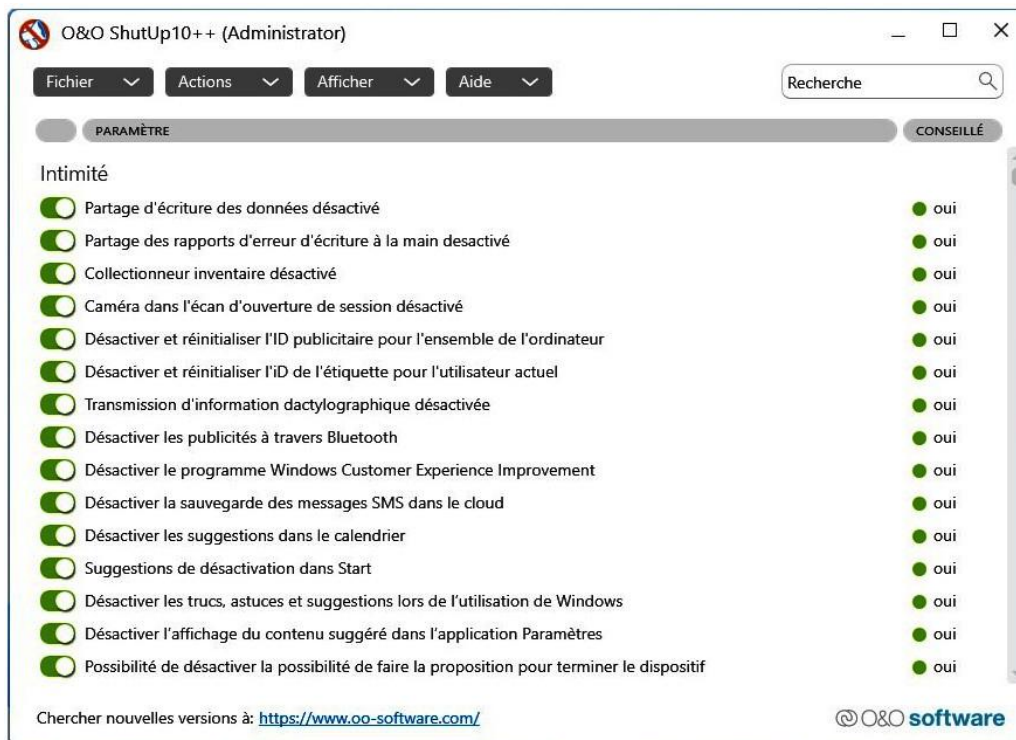 O&O ShutUp10++ (Administrator)
Fichier Actions Afficher Aide Recherche
PARAMÈTRE CONSEILLÉ
Intimité
Partage d'écriture des données désactivé oui
Partage des rapports d'erreur d'écriture à la main desactivé oui
Collectionneur inventaire désactivé oui
Caméra dans l'écan d'ouverture de session désactivé oui
Désactiver et réinitialiser l'ID publicitaire pour l'ensemble de l'ordinateur oui
Désactiver et réinitialiser l'iD de l'étiquette pour l'utilisateur actuel oui
Transmission d'information dactylographique désactivée oui
Désactiver les publicités à travers Bluetooth oui
Désactiver le programme Windows Customer Experience Improvement oui
Désactiver la sauvegarde des messages SMS dans le cloud oui
Désactiver les suggestions dans le calendrier oui
Suggestions de désactivation dans Start oui
Désactiver les trucs, astuces et suggestions lors de l'utilisation de Windows oui
Désactiver l'affichage du contenu suggéré dans l'application Paramètres oui
Possibilité de désactiver la possibilité de faire la proposition pour terminer le dispositif oui
Chercher nouvelles versions à: https://www.oo-software.com/ O&O software